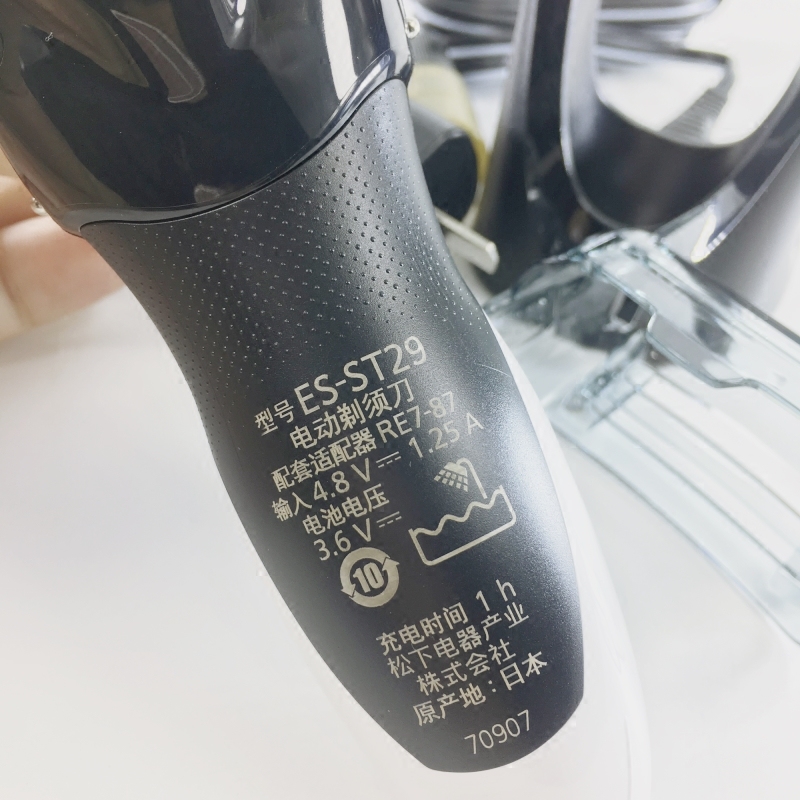 型号 ES-ST29
电动剃须刀
配套适配器 RE7-87
输入 4.8 V⎓ 1.25 A
电池电压
3.6 V⎓
10
充电时间 1 h
松下电器产业
株式会社
原产地：日本
70907